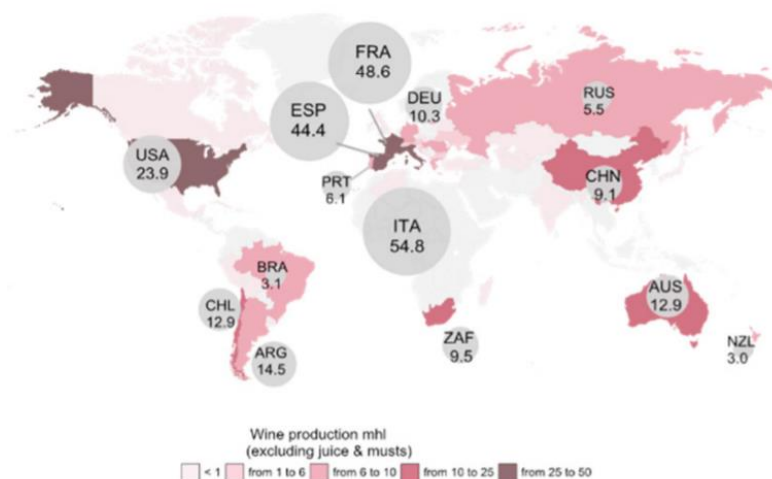 FRA
48.6
ESP
44.4
DEU
10.3
RUS
5.5
USA
23.9
PRT
6.1
CHN
9.1
ITA
54.8
BRA
3.1
CHL
12.9
ARG
14.5
ZAF
9.5
AUS
12.9
NZL
3.0
Wine production mhl
(excluding juice & musts)
< 1 from 1 to 6 from 6 to 10 from 10 to 25 from 25 to 50